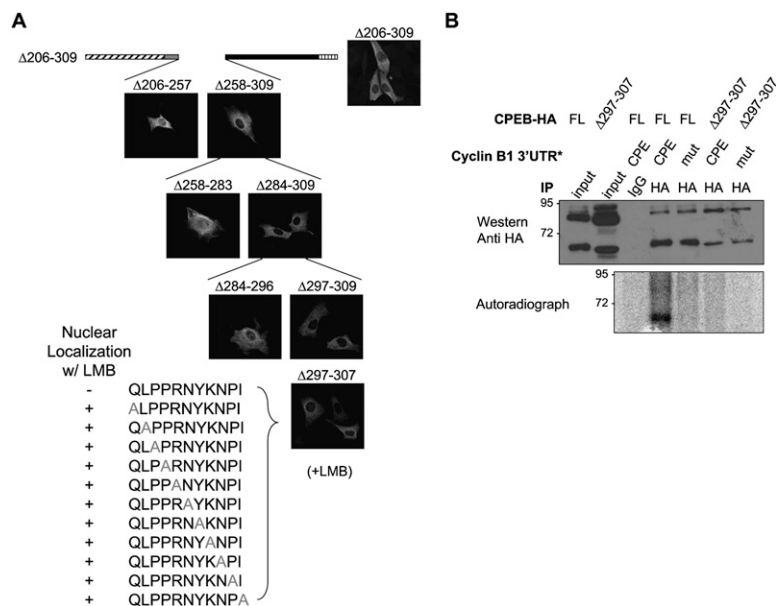 A
Δ206-309
Δ206-309
Δ206-257
Δ258-309
Δ258-283
Δ284-309
Δ284-296
Δ297-309
Δ297-307
(+LMB)
Nuclear
Localization
w/ LMB
- QLPPRNYKNPI
+ ALPPRNYKNPI
+ QAPPRNYKNPI
+ QLAPRNYKNPI
+ QLPARNYKNPI
+ QLPPANYKNPI
+ QLPPRAYKNPI
+ QLPPRNAKNPI
+ QLPPRNYANPI
+ QLPPRNYKAPI
+ QLPPRNYKNAI
+ QLPPRNYKNPA
B
CPEB-HA FL Δ297-307 FL FL FL Δ297-307 Δ297-307
Cyclin B1 3'UTR* CPE CPE mut CPE mut
IP input input IgG HA HA HA HA
Western
Anti HA
95
72
Autoradiograph
95
72